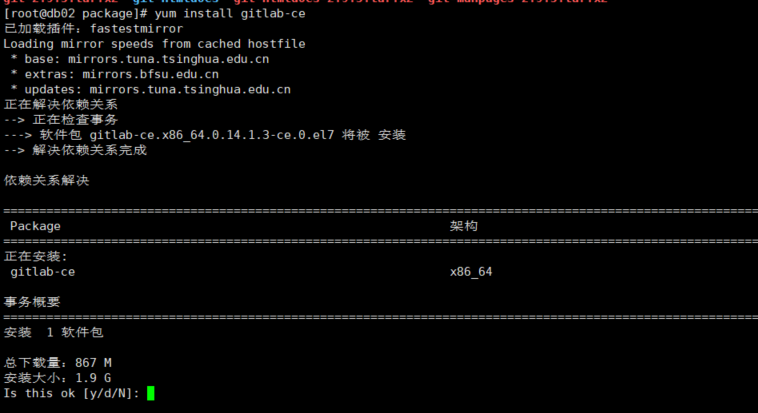 [root@db02 package]# yum install gitlab-ce
已加载插件：fastestmirror
Loading mirror speeds from cached hostfile
 * base: mirrors.tuna.tsinghua.edu.cn
 * extras: mirrors.bfsu.edu.cn
 * updates: mirrors.tuna.tsinghua.edu.cn
正在解决依赖关系
--> 正在检查事务
---> 软件包 gitlab-ce.x86_64.0.14.1.3-ce.0.el7 将被 安装
--> 解决依赖关系完成
依赖关系解决
================================================================================
 Package 架构
================================================================================
正在安装:
 gitlab-ce x86_64
事务概要
================================================================================
安装  1 软件包
总下载量：867 M
安装大小：1.9 G
Is this ok [y/d/N]: